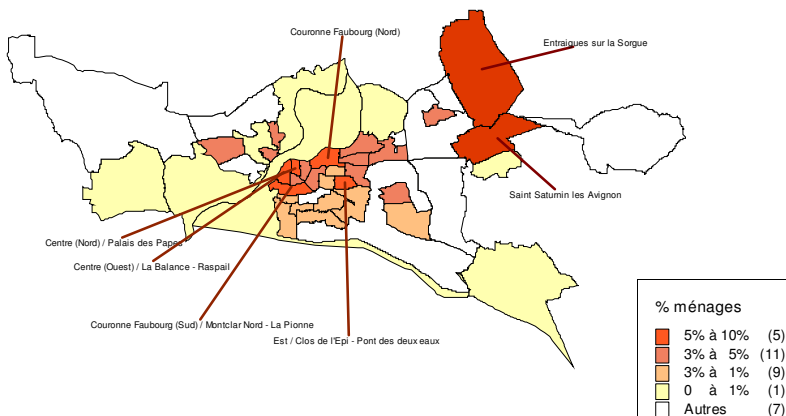 Couronne Faubourg (Nord)
Entraigues sur la Sorgue
Saint Saturnin les Avignon
Centre (Nord) / Palais des Papes
Centre (Ouest) / La Balance - Raspail
Couronne Faubourg (Sud) / Montclar Nord - La Pionne
Est / Clos de l'Epi - Pont des deux eaux
% ménages
5% à 10% (5)
3% à 5% (11)
3% à 1% (9)
0 à 1% (1)
Autres (7)